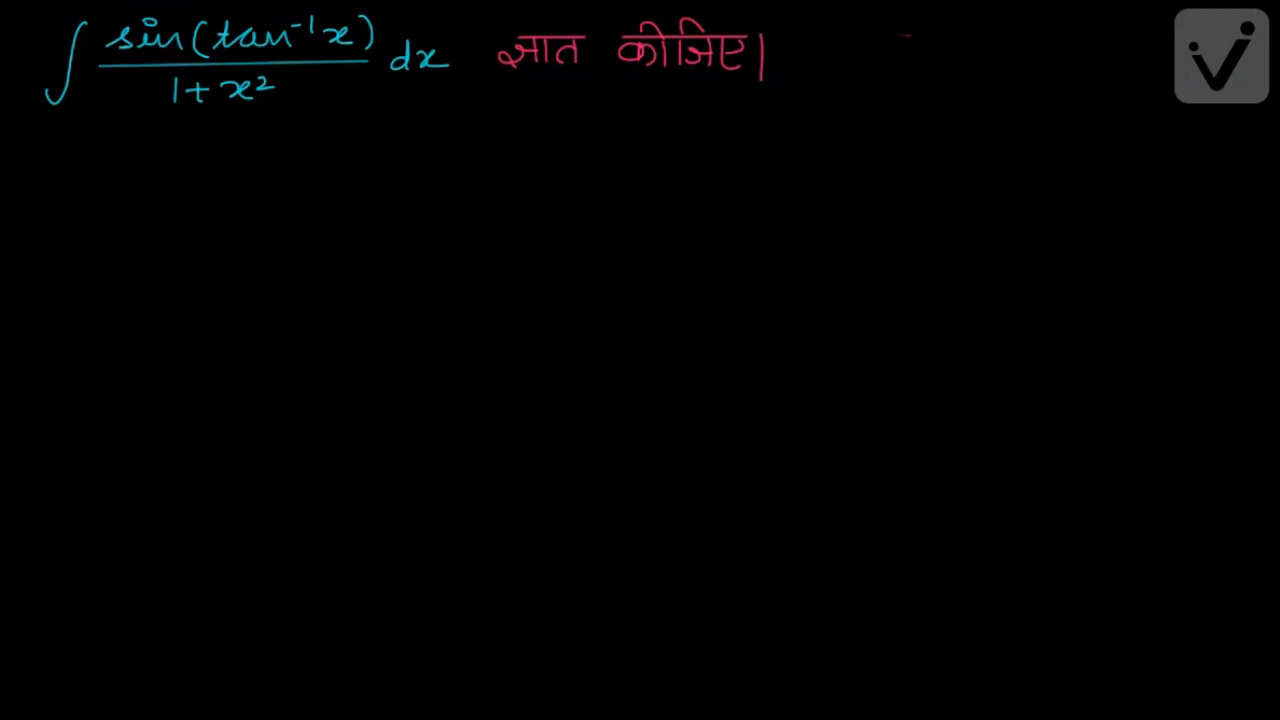 ∫ sin(tan⁻¹x) / 1+x² dx ज्ञात कीजिए।